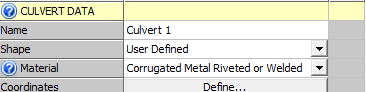 CULVERT DATA
Name Culvert 1
Shape User Defined
Material Corrugated Metal Riveted or Welded
Coordinates Define...